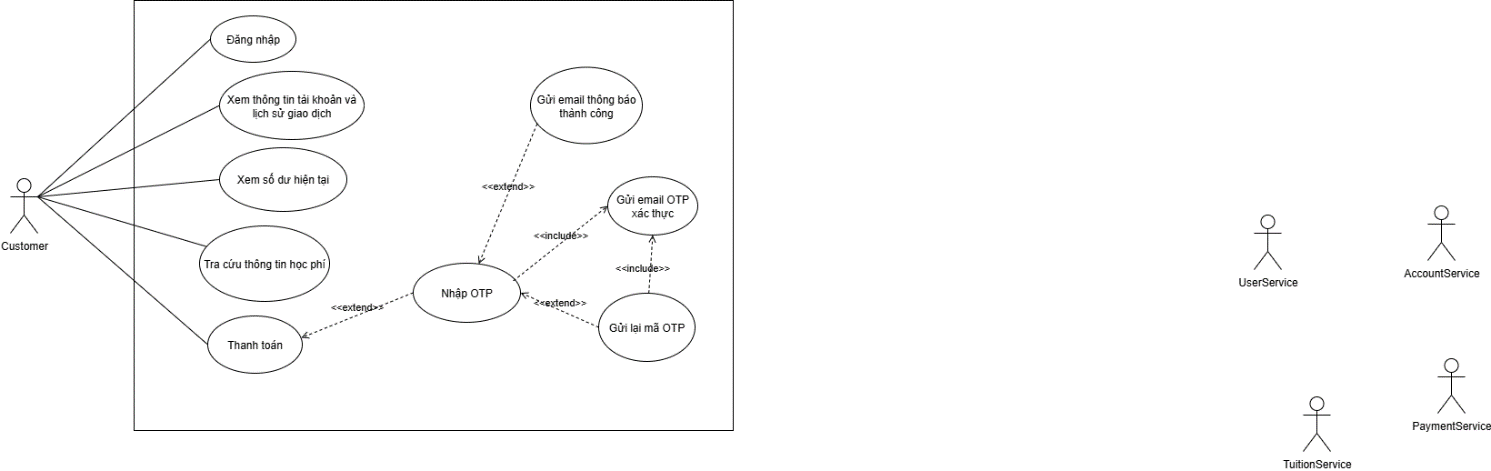 Đăng nhập
Xem thông tin tài khoản và
lịch sử giao dịch
Gửi email thông báo
thành công
Xem số dư hiện tại
<<extend>>
Gửi email OTP
xác thực
Customer
<<include>>
Tra cứu thông tin học phí
<<include>>
Nhập OTP
<<extend>>
<<extend>>
Gửi lại mã OTP
Thanh toán
UserService
AccountService
PaymentService
TuitionService